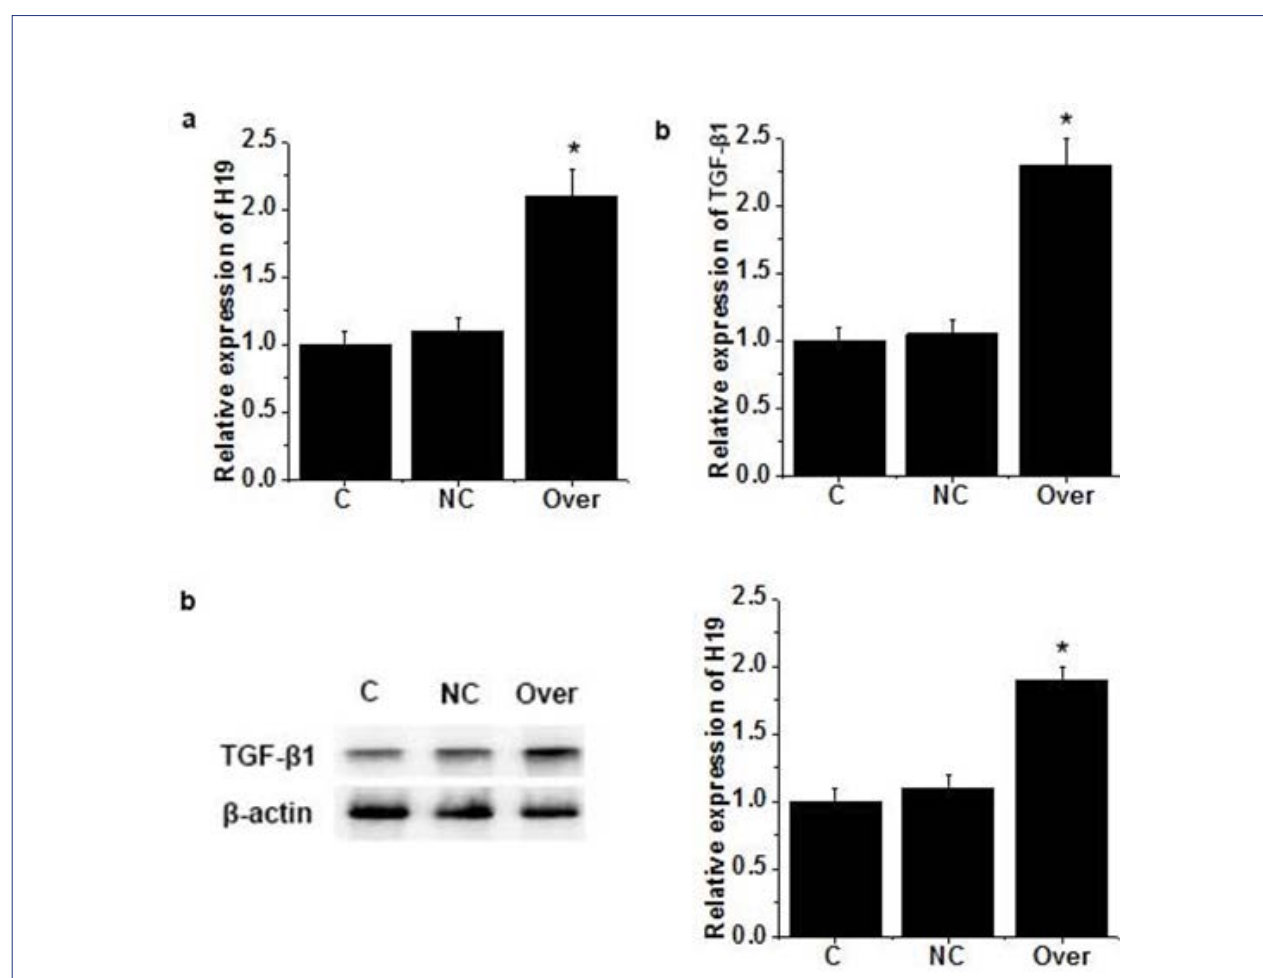 a
Relative expression of H19
2.5
2.0
1.5
1.0
0.5
0.0
*
C NC Over
b
Relative expression of TGF-β1
2.5
2.0
1.5
1.0
0.5
0.0
*
C NC Over
b
C NC Over
TGF-β1
β-actin
Relative expression of H19
2.5
2.0
1.5
1.0
0.5
0.0
*
C NC Over